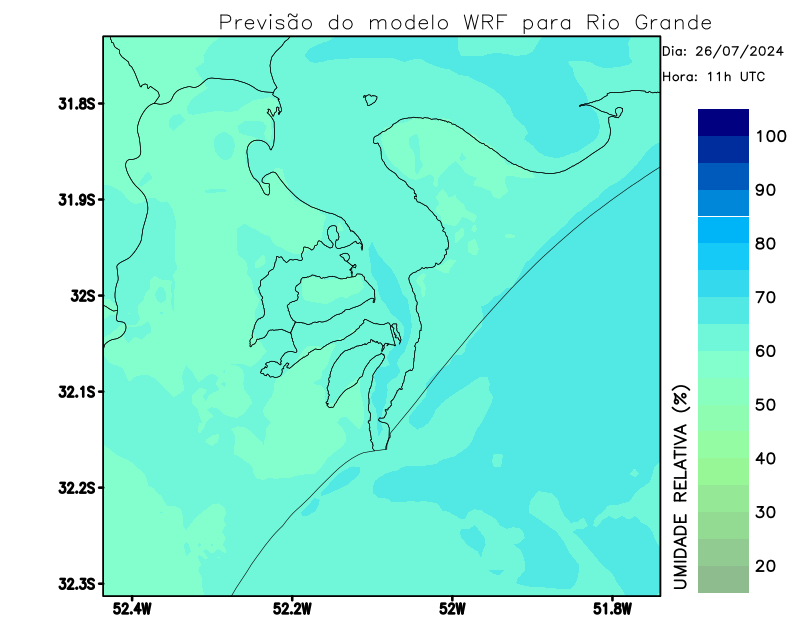 Previsão do modelo WRF para Rio Grande
Dia: 26/07/2024
Hora: 11h UTC
31.8S
31.9S
32S
32.1S
32.2S
32.3S
52.4W
52.2W
52W
51.8W
100
90
80
70
60
50
40
30
20
UMIDADE RELATIVA (%)